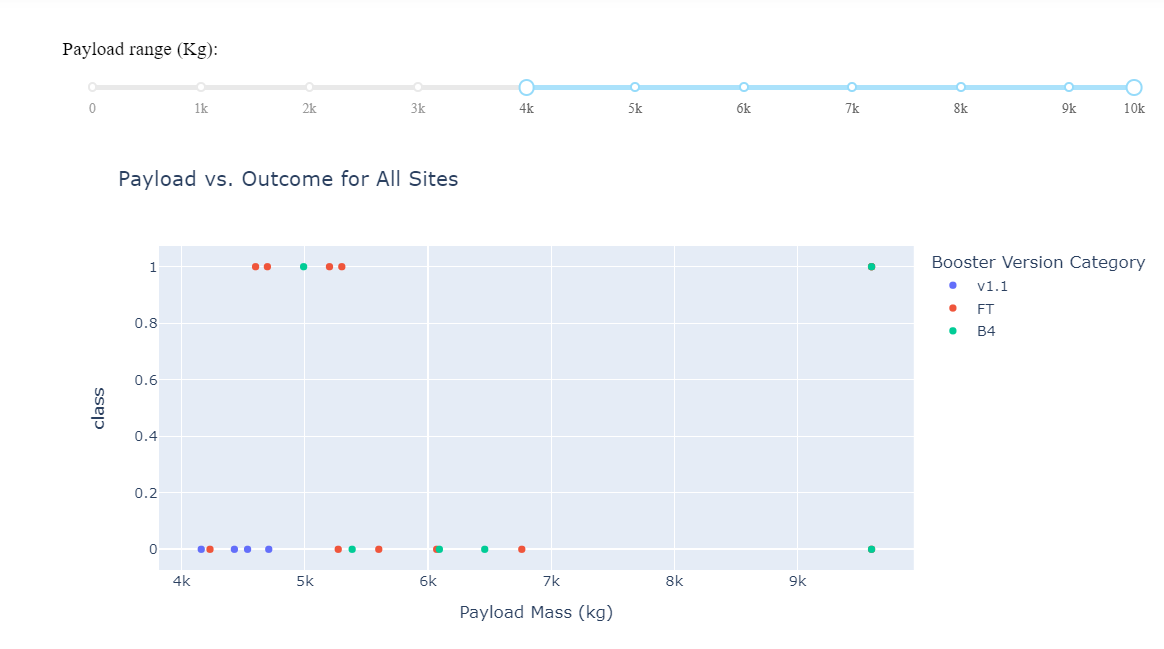 Payload range (Kg):
0 1k 2k 3k 4k 5k 6k 7k 8k 9k 10k
Payload vs. Outcome for All Sites
Booster Version Category
v1.1
FT
B4
1
0.8
0.6
0.4
0.2
0
class
4k 5k 6k 7k 8k 9k
Payload Mass (kg)